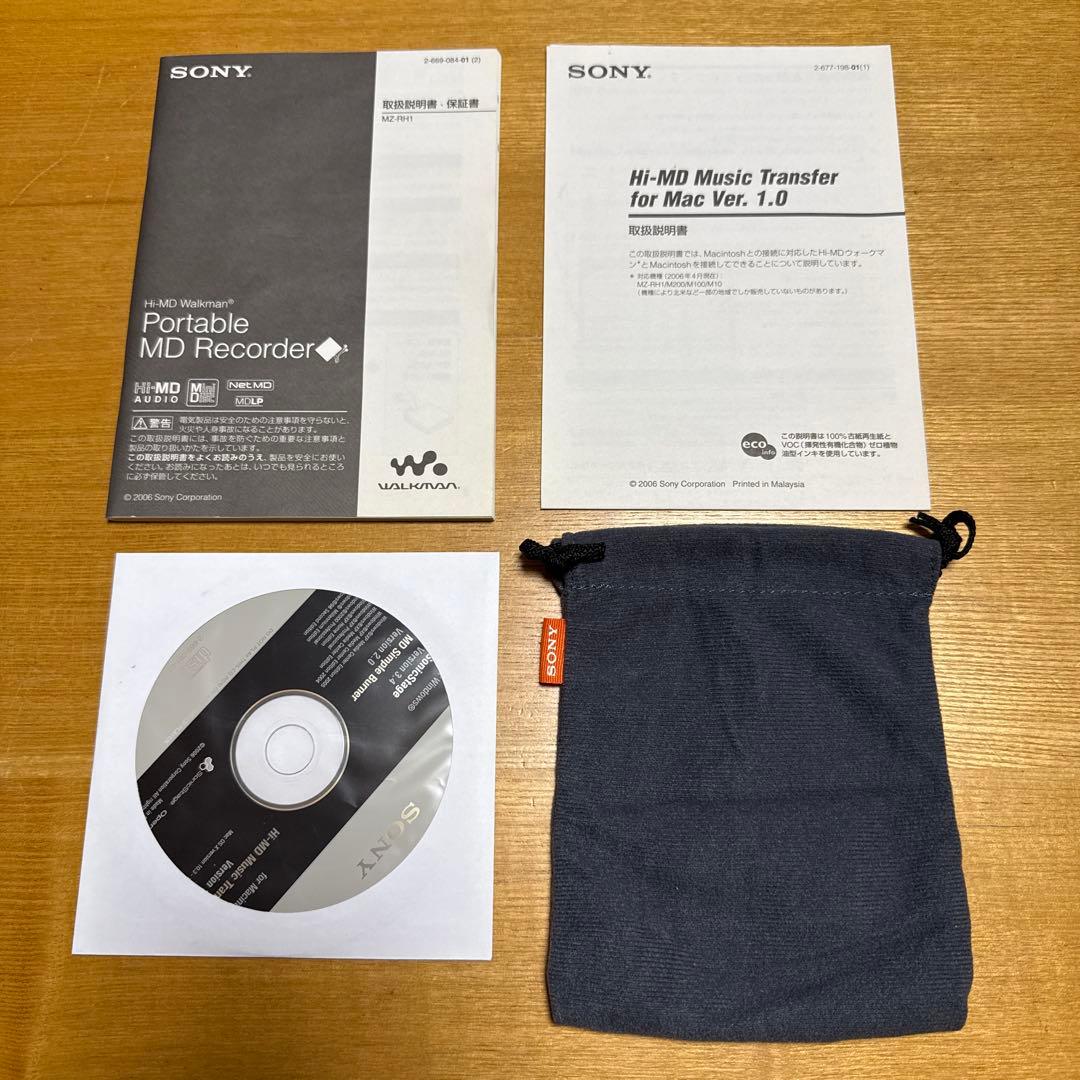 SONY
2-669-084-01 (2)
取扱説明書・保証書
MZ-RH1
Hi-MD Walkman®
Portable
MD Recorder
Hi-MD
AUDIO
Mini
Disc
Net MD
MDLP
警告
電気製品は安全のための注意事項を守らないと、
火災や人身事故になることがあります。
この取扱説明書には、事故を防ぐための重要な注意事項と
製品の取り扱いかたを示しています。
この取扱説明書をよくお読みのうえ、製品を安全にお使い
ください。お読みになったあとは、いつでも見られるところ
に必ず保管してください。
© 2006 Sony Corporation
WALKMAN
SONY
2-677-198-01(1)
Hi-MD Music Transfer
for Mac Ver. 1.0
取扱説明書
この取扱説明書では、Macintoshとの接続に対応したHi-MDウォークマ
ン*とMacintoshを接続してできることについて説明しています。
* 対応機種（2006年4月現在）：
MZ-RH1/M200/M100/M10
（機種により北米など一部の地域でしか販売していないものがあります。）
eco
info
この説明書は100%古紙再生紙と
VOC（揮発性有機化合物）ゼロ植物
油型インキを使用しています。
© 2006 Sony Corporation Printed in Malaysia
Windows®
SonicStage
Version 3.4
MD Simple Burner
Version 2.0
SONY
SonicStage
Hi-MD Music Tran
Version
for Macin
Mac OS X version 10.3
SONY